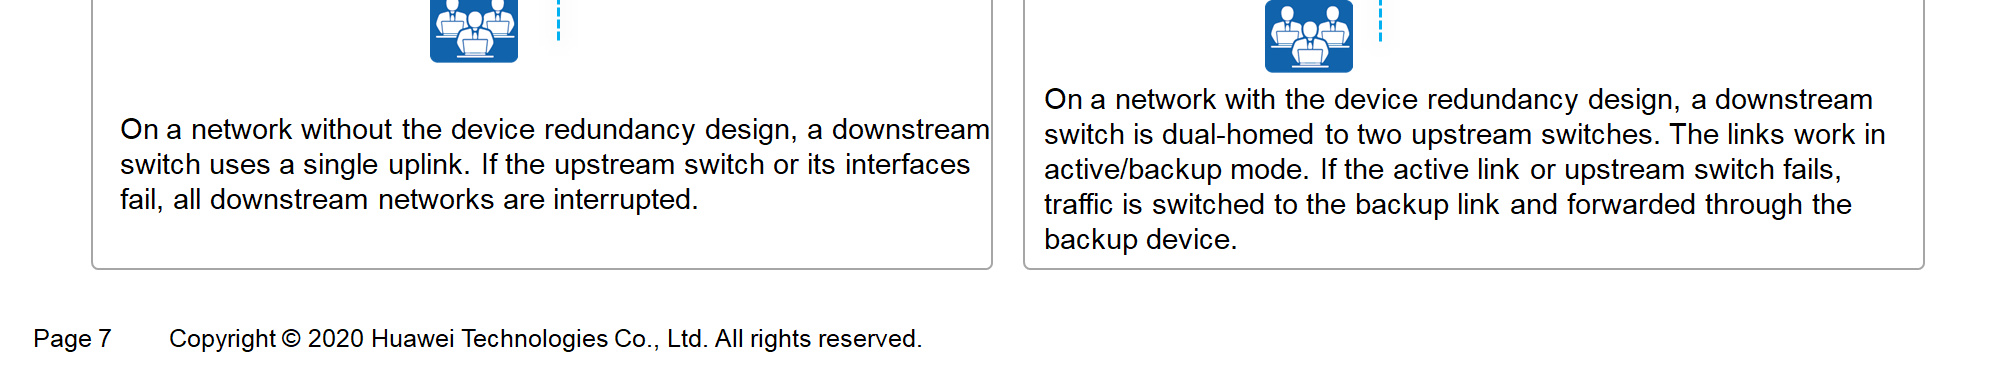 On a network without the device redundancy design, a downstream
switch uses a single uplink. If the upstream switch or its interfaces
fail, all downstream networks are interrupted.
On a network with the device redundancy design, a downstream
switch is dual-homed to two upstream switches. The links work in
active/backup mode. If the active link or upstream switch fails,
traffic is switched to the backup link and forwarded through the
backup device.
Page 7 Copyright © 2020 Huawei Technologies Co., Ltd. All rights reserved.